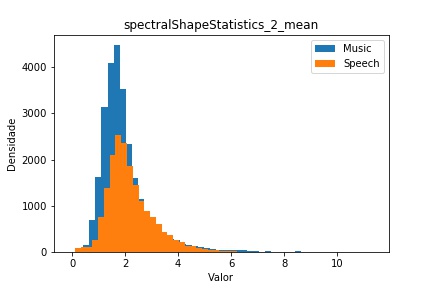 spectralShapeStatistics_2_mean
Music
Speech
Densidade
4000
3000
2000
1000
0
0 2 4 6 8 10
Valor